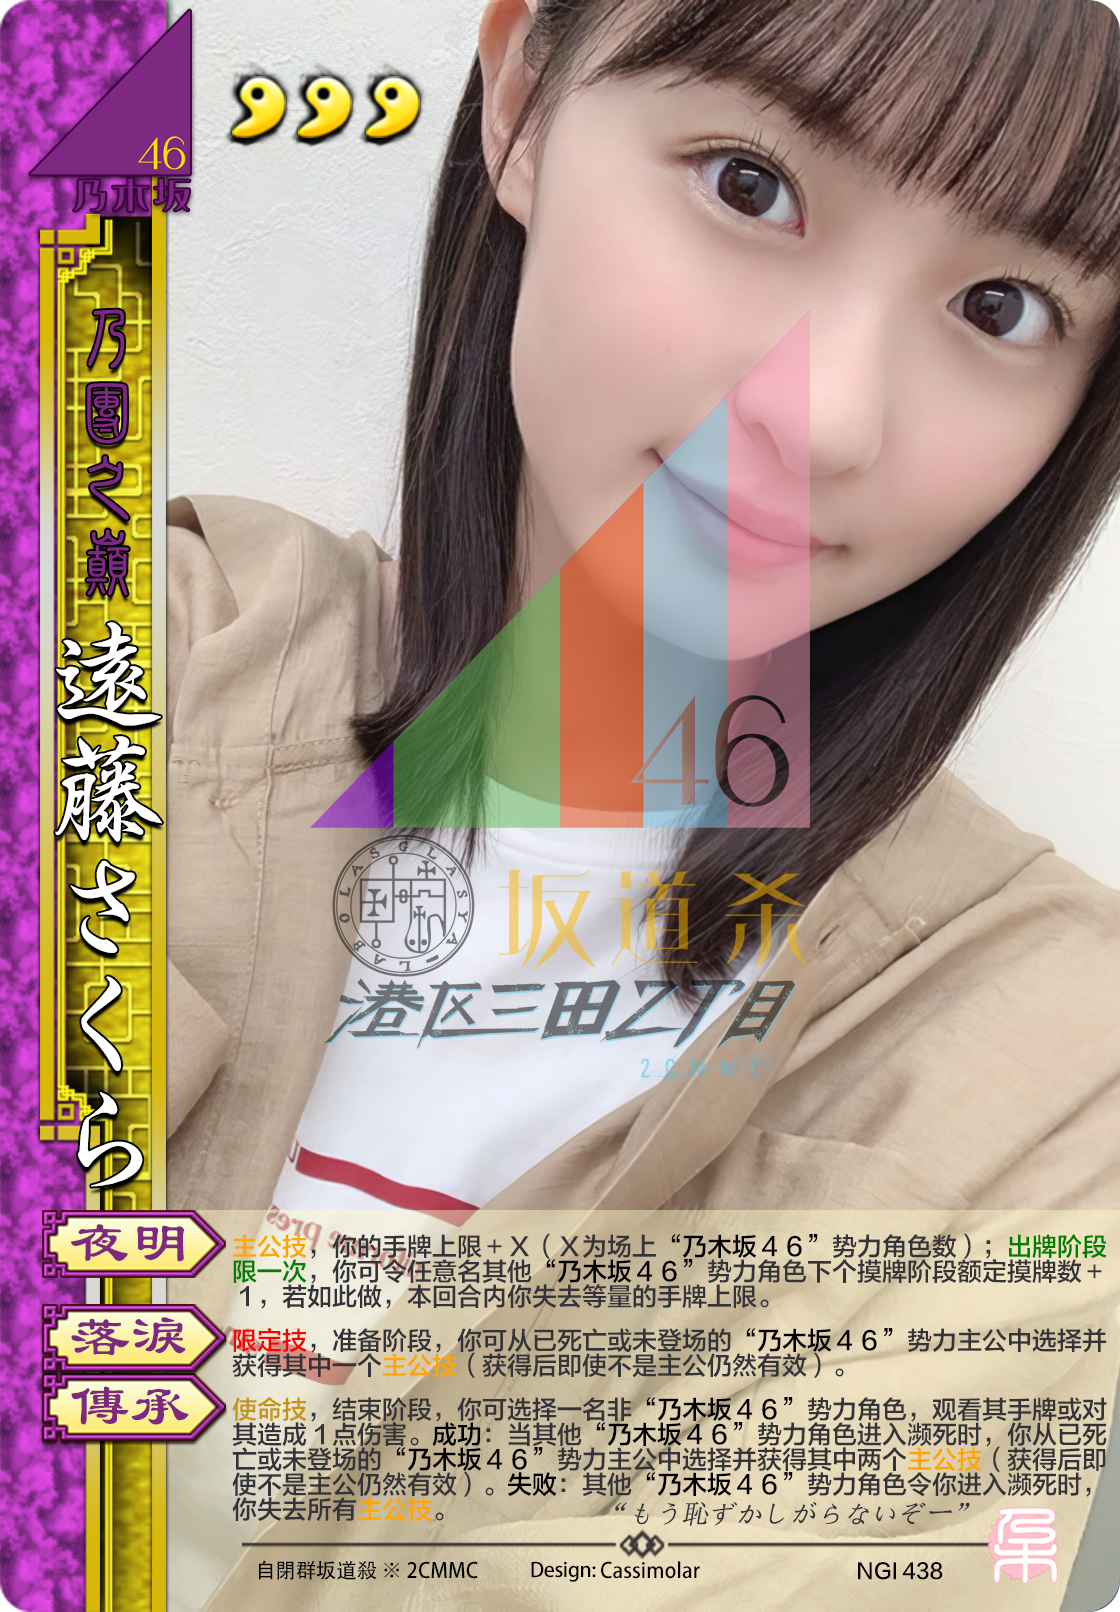 46
乃木坂
乃團之巔
遠藤さくら
46
GLASYALABOLAS
坂道杀
港区三田乙丁目
2CMMC
夜明
主公技，你的手牌上限＋Ｘ（Ｘ为场上“乃木坂４６”势力角色数）；出牌阶段
限一次，你可令任意名其他“乃木坂４６”势力角色下个摸牌阶段额定摸牌数＋
１，若如此做，本回合内你失去等量的手牌上限。
落淚
限定技，准备阶段，你可从已死亡或未登场的“乃木坂４６”势力主公中选择并
获得其中一个主公技（获得后即使不是主公仍然有效）。
傳承
使命技，结束阶段，你可选择一名非“乃木坂４６”势力角色，观看其手牌或对
其造成１点伤害。成功：当其他“乃木坂４６”势力角色进入濒死时，你从已死
亡或未登场的“乃木坂４６”势力主公中选择并获得其中两个主公技（获得后即
使不是主公仍然有效）。失败：其他“乃木坂４６”势力角色令你进入濒死时，
你失去所有主公技。
“もう恥ずかしがらないぞー”
自閉群坂道殺 ※ 2CMMC
Design: Cassimolar
NGI 438